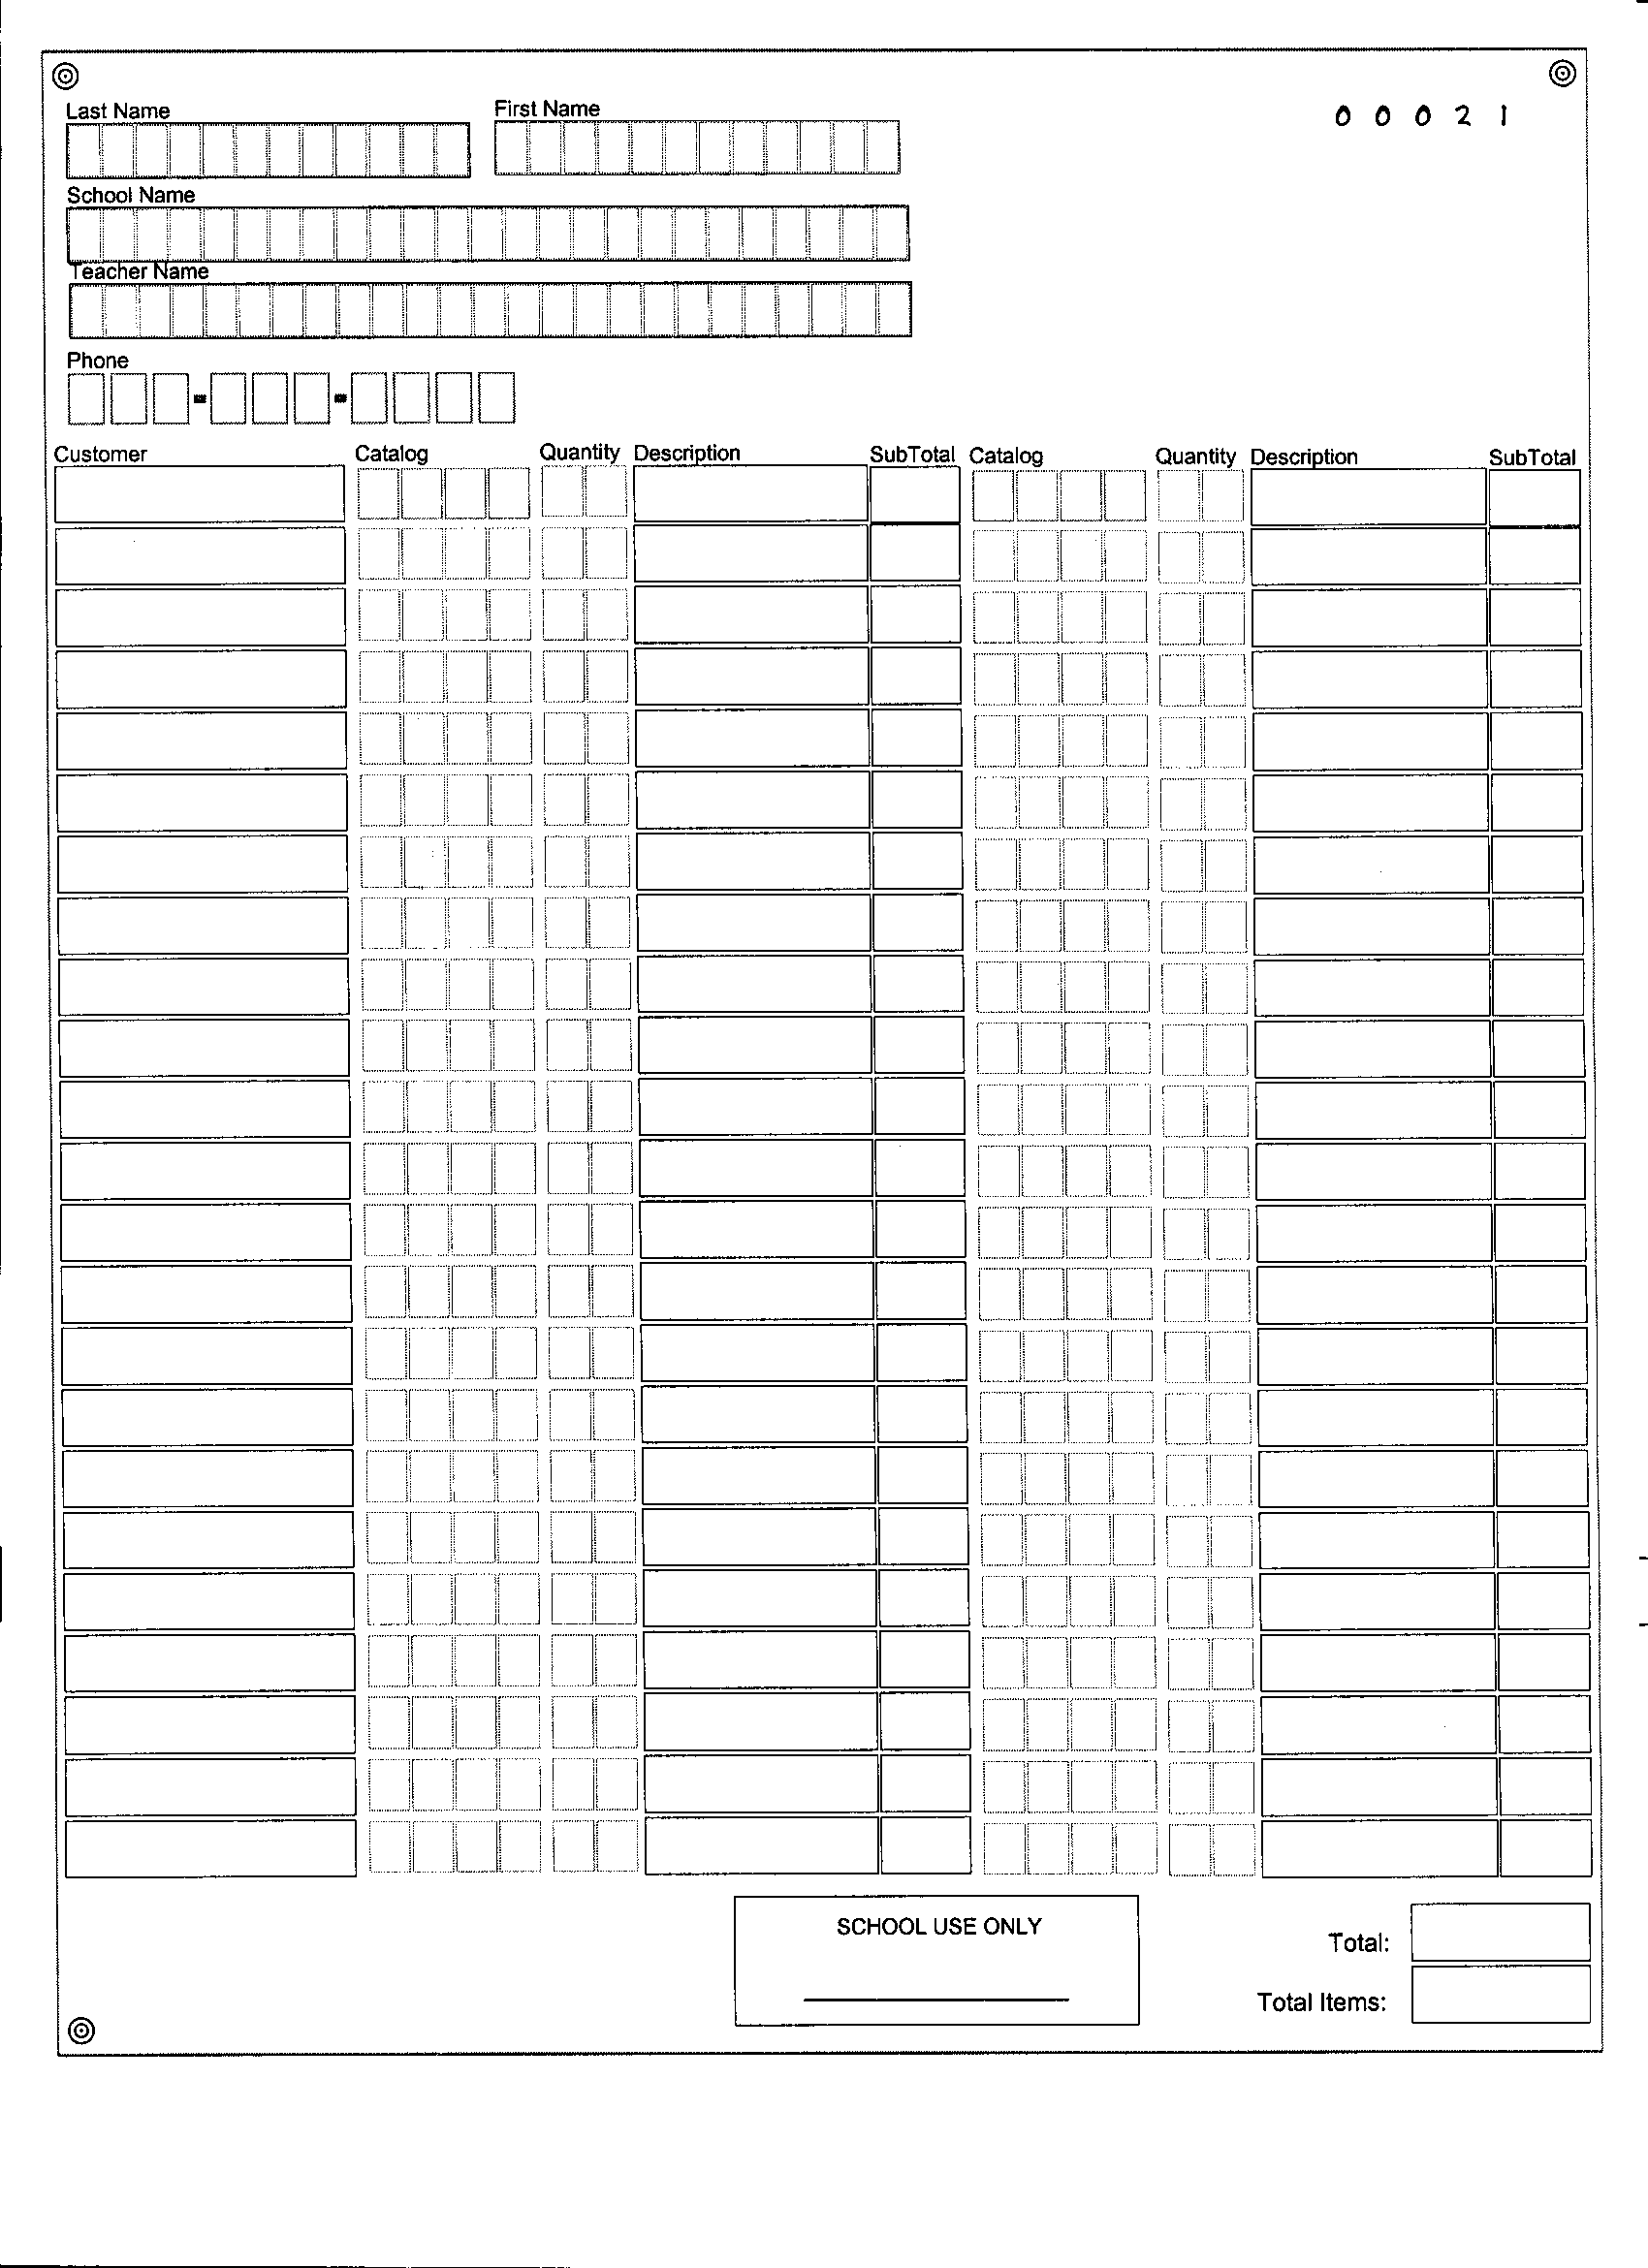 Last Name First Name 0 0 0 2 1
School Name
Teacher Name
Phone
- -
Customer Catalog Quantity Description SubTotal Catalog Quantity Description SubTotal
SCHOOL USE ONLY
Total:
Total Items: